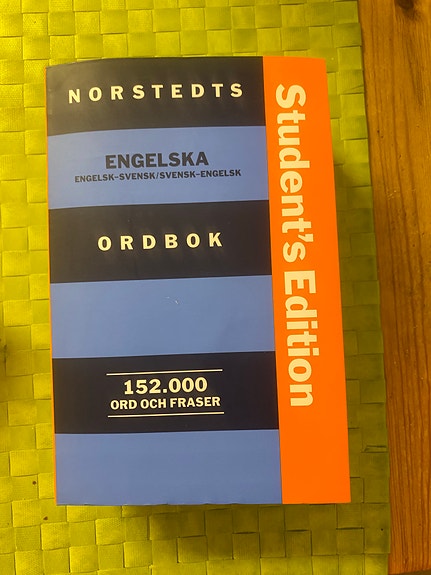 NORSTEDTS
ENGELSKA
ENGELSK–SVENSK/SVENSK–ENGELSK
ORDBOK
152.000
ORD OCH FRASER
Student's Edition